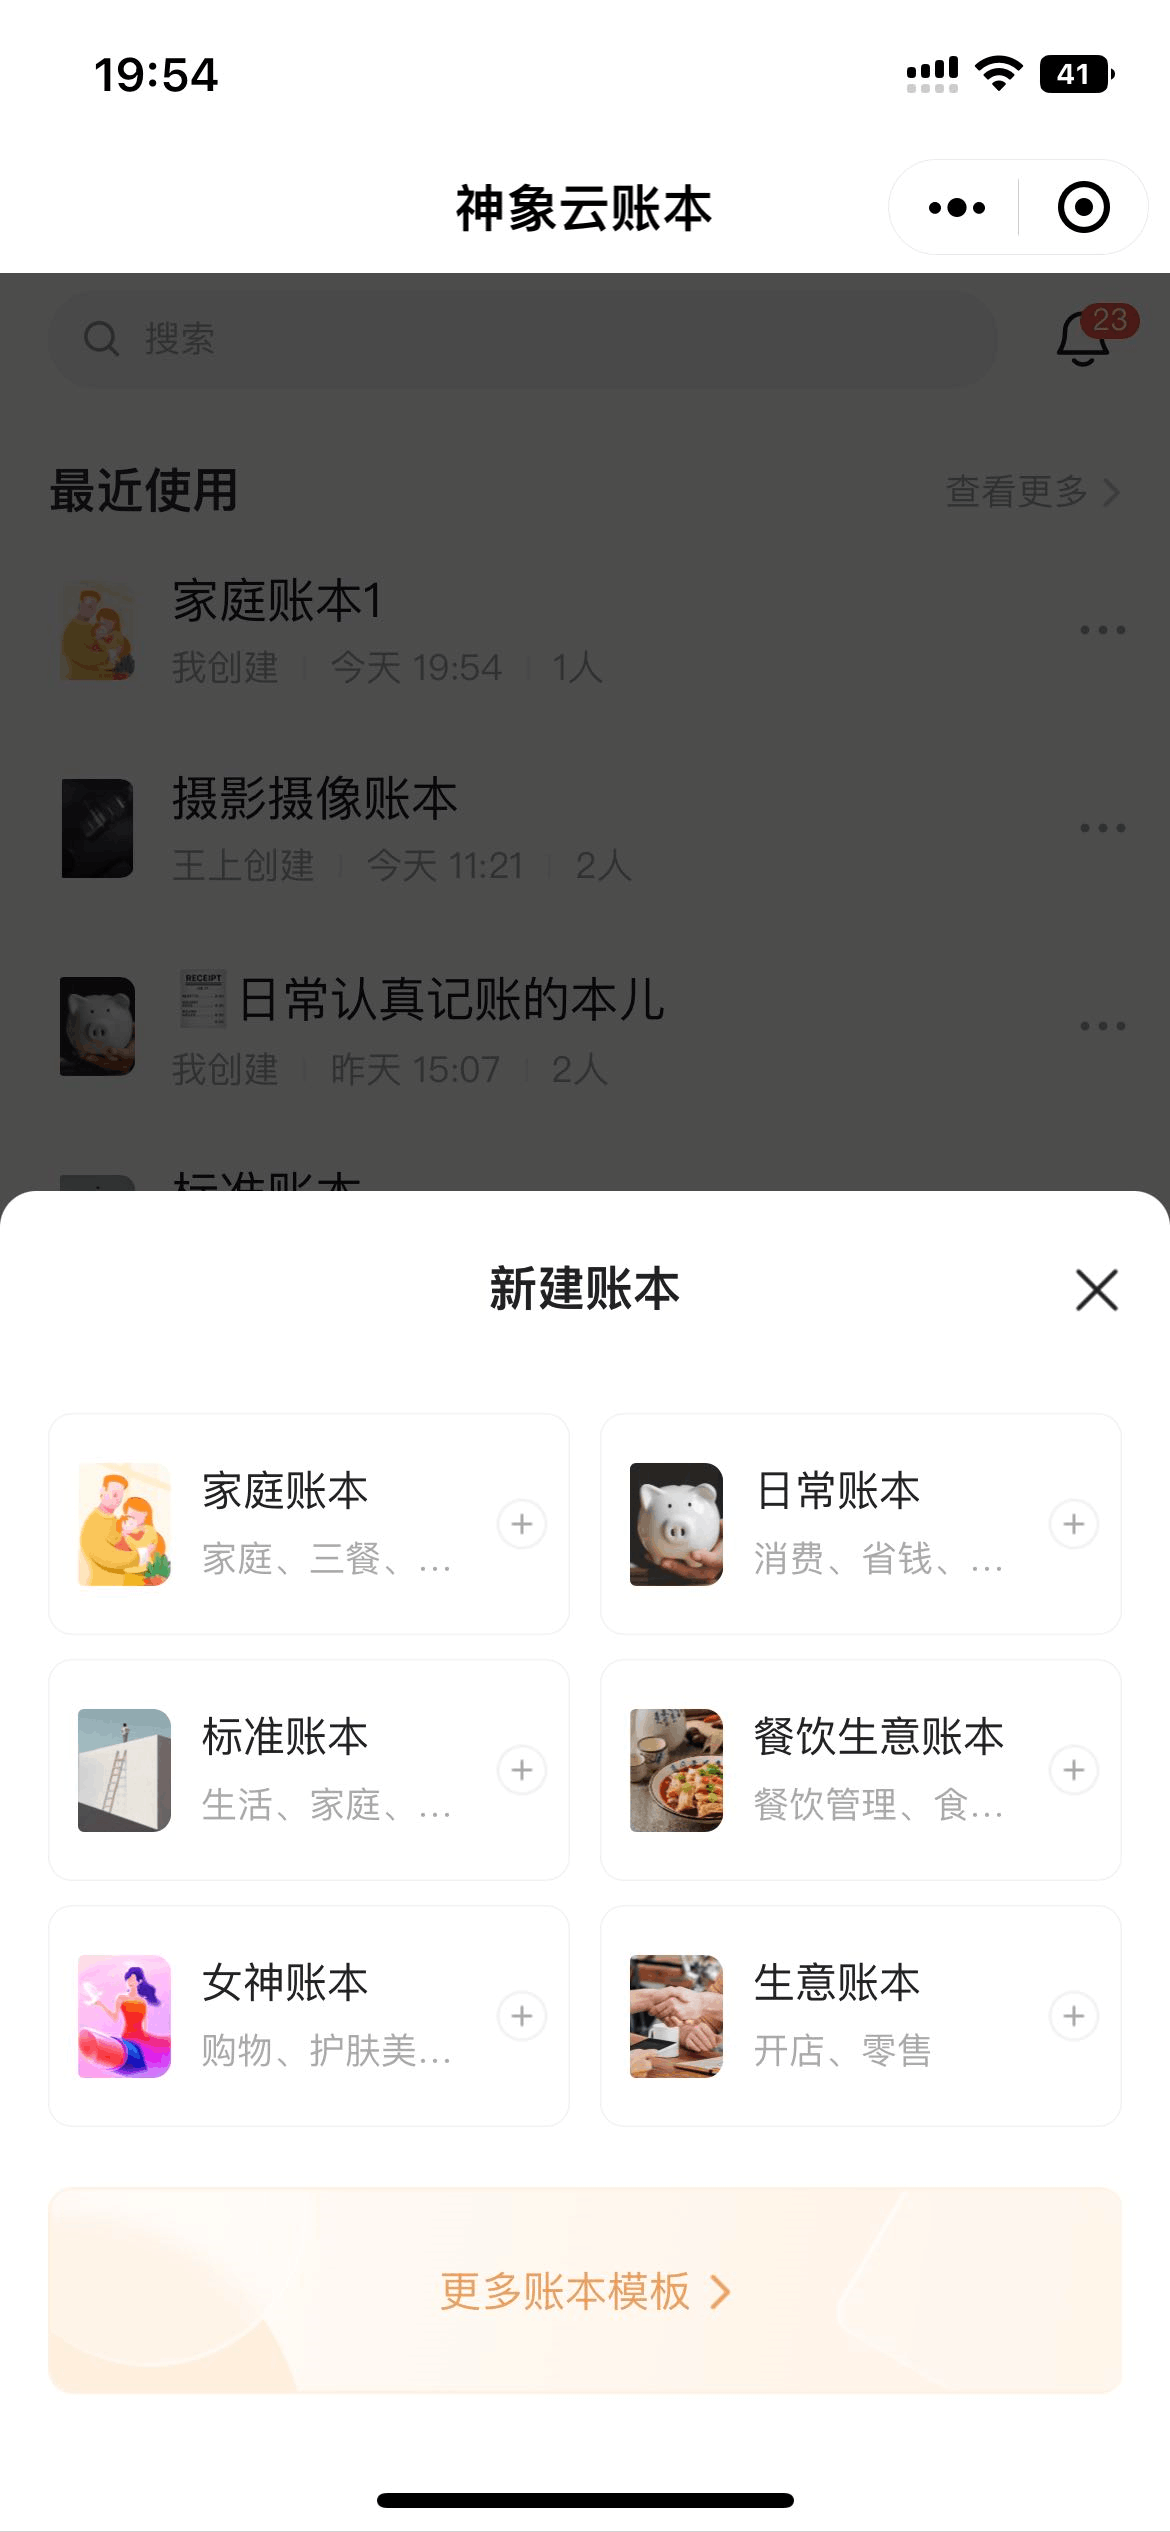 19:54
41
神象云账本
搜索
23
最近使用
查看更多
家庭账本1
我创建 今天 19:54 1人
摄影摄像账本
王上创建 今天 11:21 2人
RECEIPT
日常认真记账的本儿
我创建 昨天 15:07 2人
标准账本
新建账本
家庭账本
家庭、三餐、...
日常账本
消费、省钱、...
标准账本
生活、家庭、...
餐饮生意账本
餐饮管理、食...
女神账本
购物、护肤美...
生意账本
开店、零售
更多账本模板